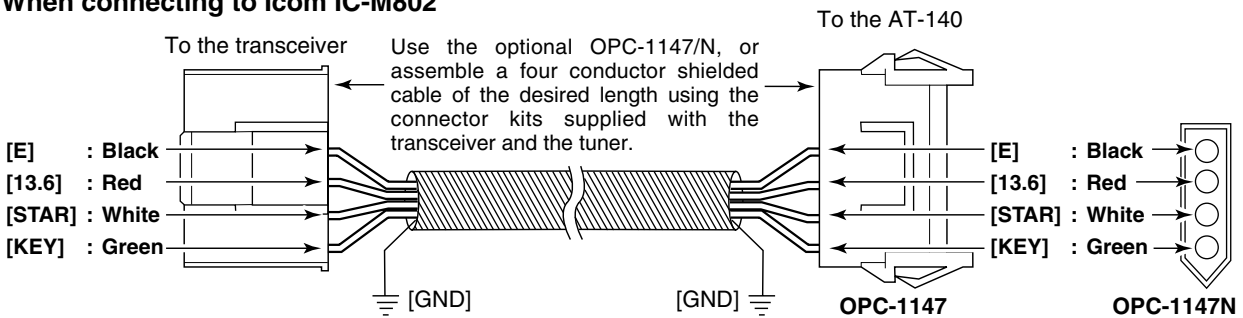 When connecting to Icom IC-M802
To the transceiver
Use the optional OPC-1147/N, or
assemble a four conductor shielded
cable of the desired length using the
connector kits supplied with the
transceiver and the tuner.
To the AT-140
[E] : Black
[13.6] : Red
[STAR] : White
[KEY] : Green
[GND]
[GND]
[E] : Black
[13.6] : Red
[STAR] : White
[KEY] : Green
OPC-1147
OPC-1147N